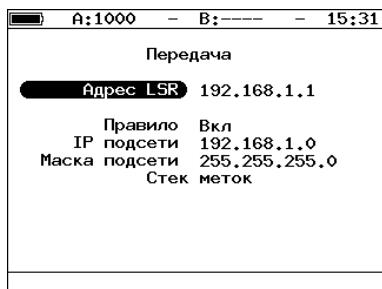 A:1000 – B:---- – 15:31
Передача
Адрес LSR 192.168.1.1
Правило Вкл
IP подсети 192.168.1.0
Маска подсети 255.255.255.0
Стек меток